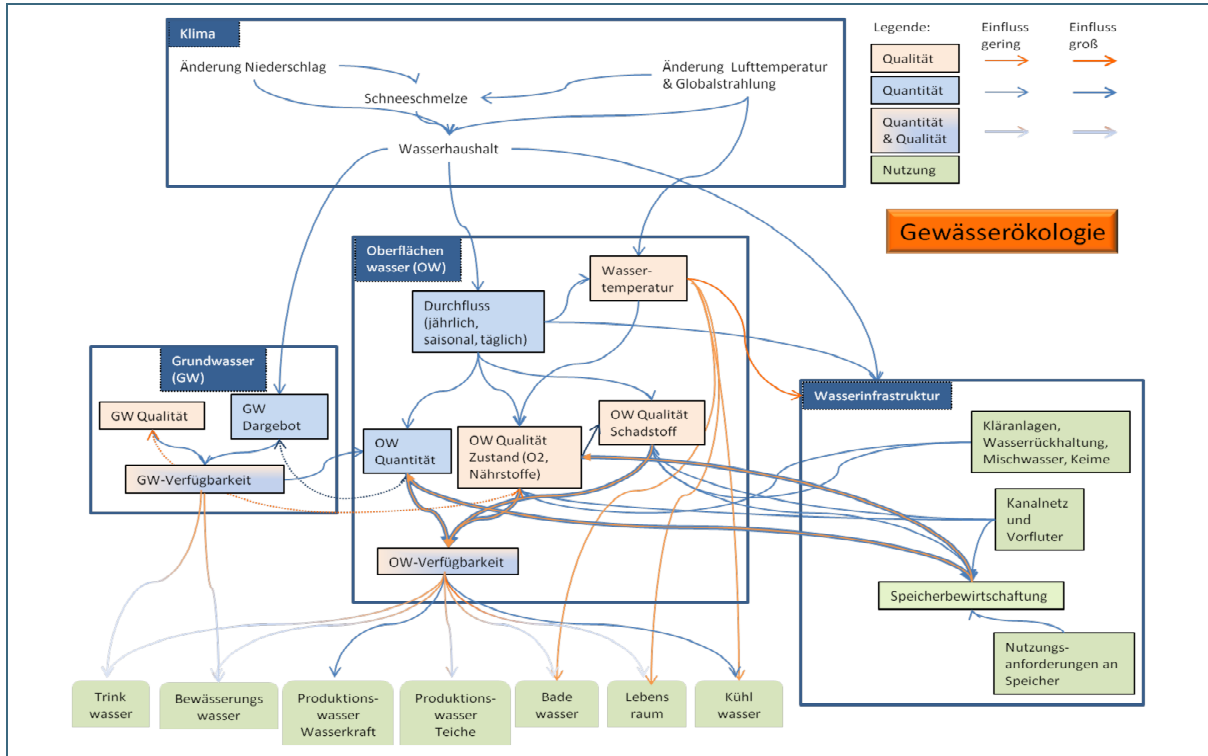 Klima
Änderung Niederschlag
Änderung Lufttemperatur
& Globalstrahlung
Schneeschmelze
Wasserhaushalt
Legende:
Einfluss
gering
Einfluss
groß
Qualität
Quantität
Quantität
& Qualität
Nutzung
Gewässerökologie
Oberflächen
wasser (OW)
Wasser-
temperatur
Durchfluss
(jährlich,
saisonal, täglich)
Grundwasser
(GW)
GW Qualität
GW
Dargebot
GW-Verfügbarkeit
OW
Quantität
OW Qualität
Zustand (O2,
Nährstoffe)
OW Qualität
Schadstoff
OW-Verfügbarkeit
Wasserinfrastruktur
Kläranlagen,
Wasserrückhaltung,
Mischwasser, Keime
Kanalnetz
und
Vorfluter
Speicherbewirtschaftung
Nutzungs-
anforderungen an
Speicher
Trink
wasser
Bewässerungs
wasser
Produktions-
wasser
Wasserkraft
Produktions-
wasser
Teiche
Bade
wasser
Lebens
raum
Kühl
wasser